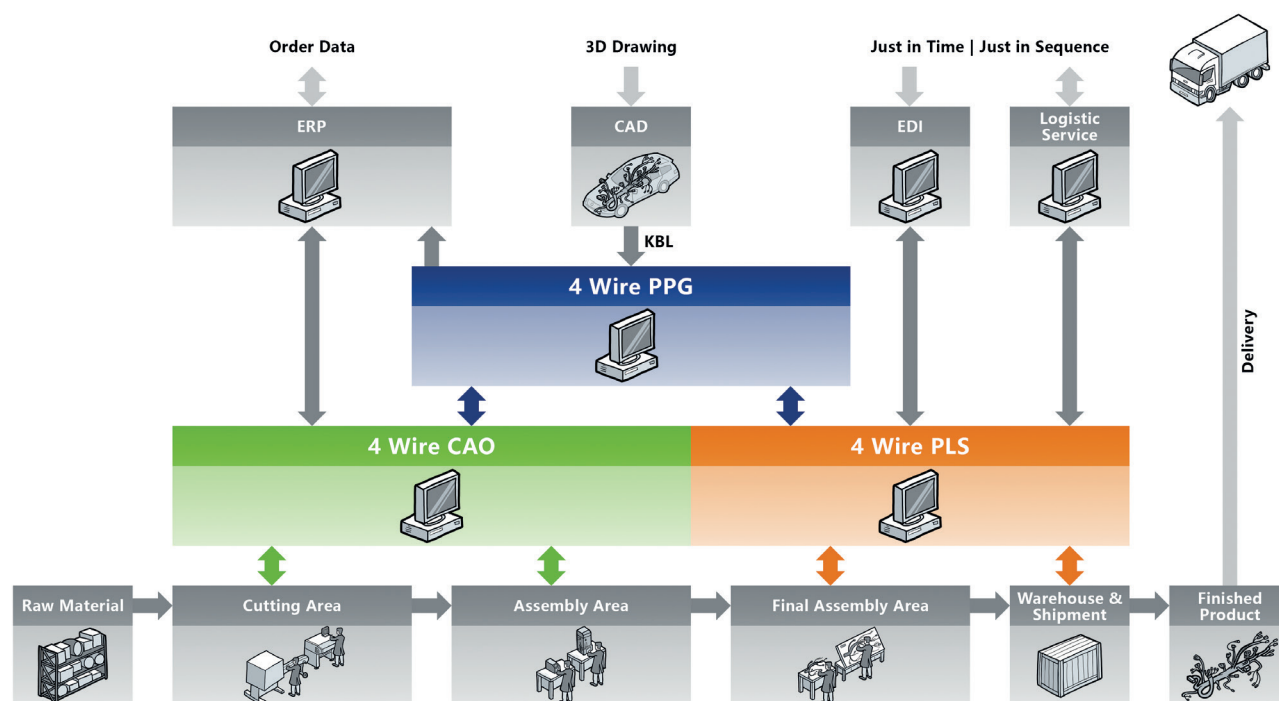 Order Data
3D Drawing
Just in Time | Just in Sequence
ERP
CAD
EDI
Logistic
Service
KBL
4 Wire PPG
Delivery
4 Wire CAO
4 Wire PLS
Raw Material
Cutting Area
Assembly Area
Final Assembly Area
Warehouse &
Shipment
Finished
Product